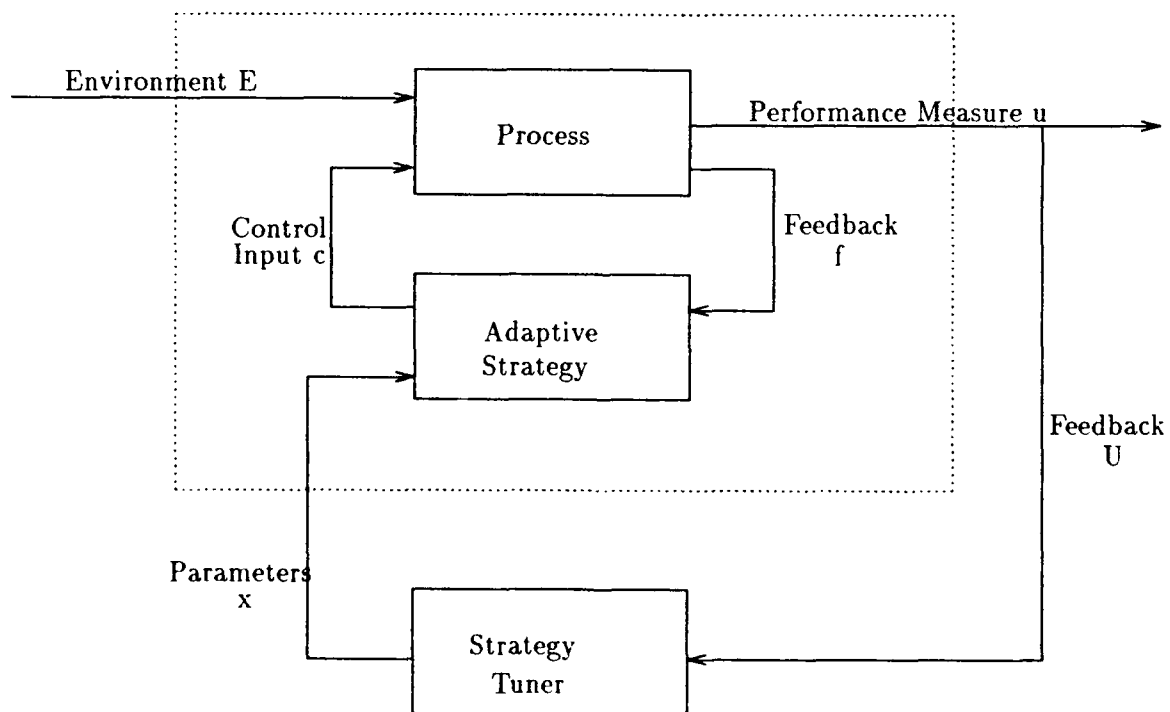 Environment E
Process
Performance Measure u
Control
Input c
Feedback
f
Adaptive
Strategy
Feedback
U
Parameters
x
Strategy
Tuner